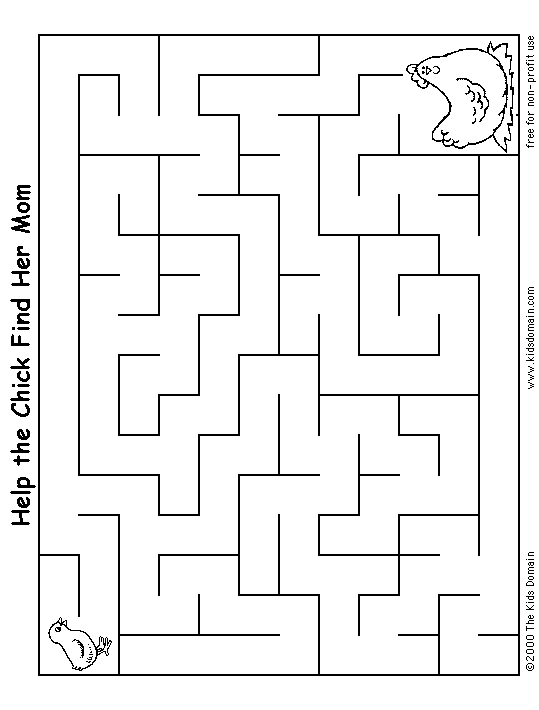 Help the Chick Find Her Mom
©2000 The Kids Domain
www.kidsdomain.com
free for non-profit use